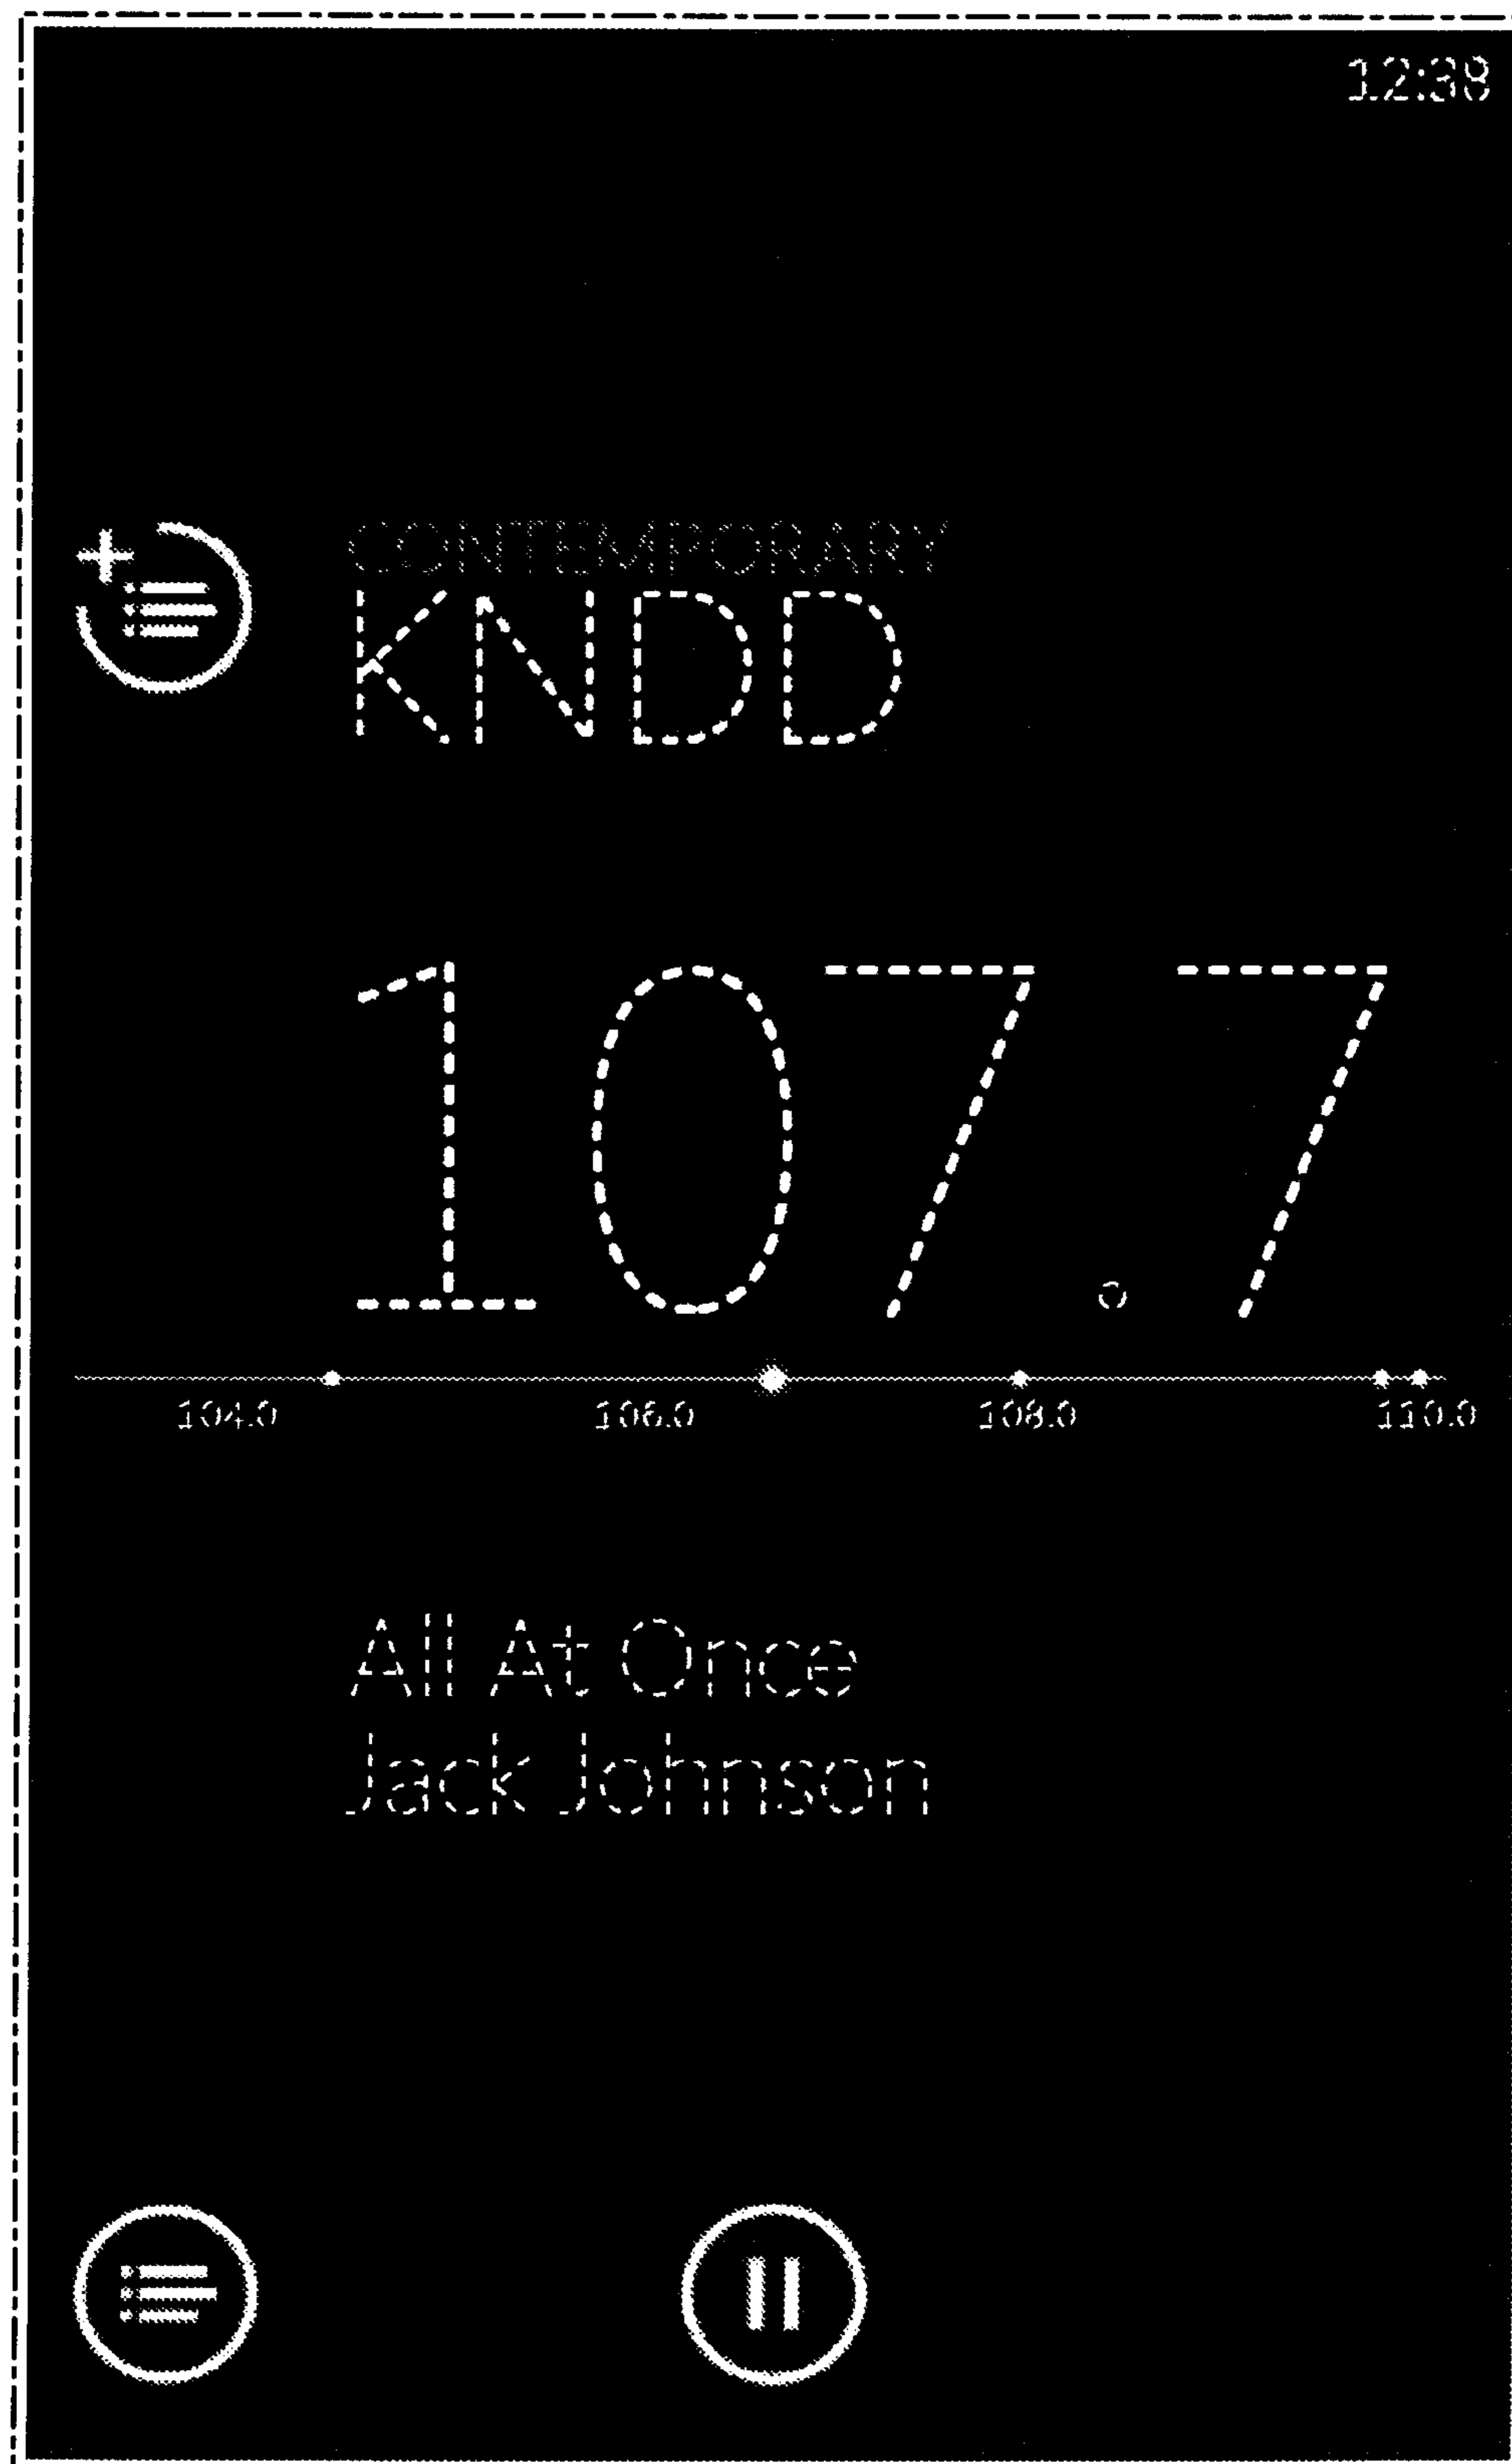 12:38
CONTEMPORARY
KNDD
107.7
104.0 106.0 108.0 110.0
All At Once
Jack Johnson